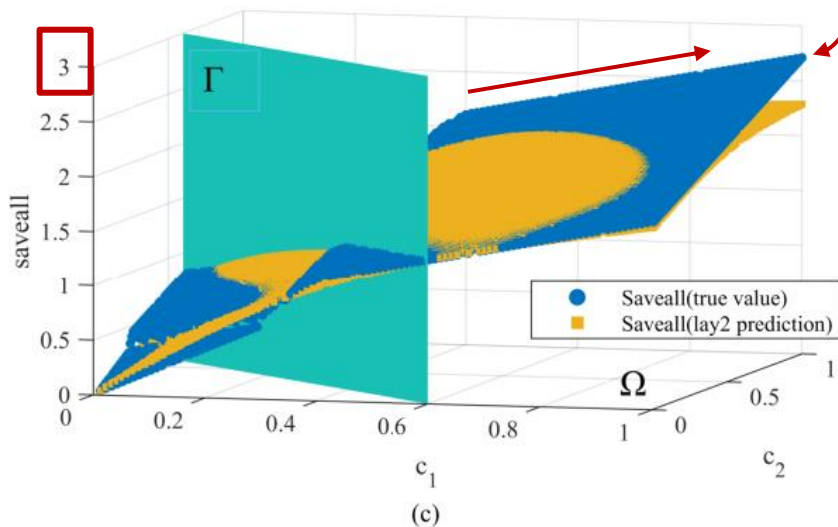 3
2.5
2
1.5
1
0.5
0
saveall
Γ
Saveall(true value)
Saveall(lay2 prediction)
Ω
0
0.2
0.4
0.6
0.8
1
c1
0
0.5
1
c2
(c)